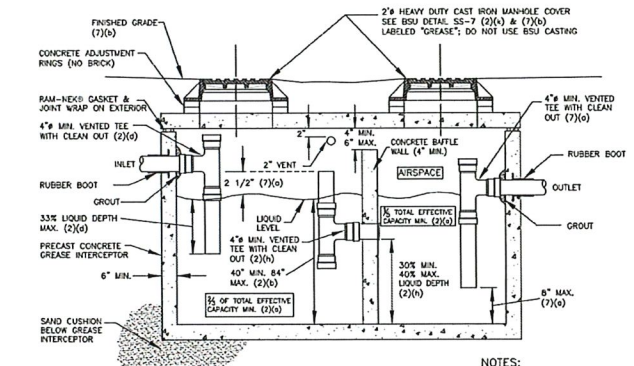 FINISHED GRADE
(7)(b)
2'ø HEAVY DUTY CAST IRON MANHOLE COVER
SEE BSU DETAIL SS-7 (2)(k) & (7)(b)
LABELED "GREASE"; DO NOT USE BSU CASTING
CONCRETE ADJUSTMENT
RINGS (NO BRICK)
RAM-NEK® GASKET &
JOINT WRAP ON EXTERIOR
4"ø MIN. VENTED TEE
WITH CLEAN OUT (2)(d)
INLET
RUBBER BOOT
GROUT
33% LIQUID DEPTH
MAX. (2)(d)
PRECAST CONCRETE
GREASE INTERCEPTOR
6" MIN.
SAND CUSHION
BELOW GREASE
INTERCEPTOR
2"
2" VENT
2 1/2" (7)(a)
LIQUID
LEVEL
4"ø MIN. VENTED
TEE WITH CLEAN
OUT (2)(h)
40" MIN. 84"
MAX. (2)(b)
⅔ OF TOTAL EFFECTIVE
CAPACITY MIN. (2)(a)
4" MIN.
6" MAX.
CONCRETE BAFFLE
WALL (4" MIN.)
AIRSPACE
⅓ TOTAL EFFECTIVE
CAPACITY MIN. (2)(a)
30% MIN.
40% MAX.
LIQUID DEPTH
(2)(h)
4"ø MIN. VENTED
TEE WITH CLEAN
OUT (7)(a)
RUBBER BOOT
OUTLET
GROUT
8" MAX.
(7)(a)
NOTES: